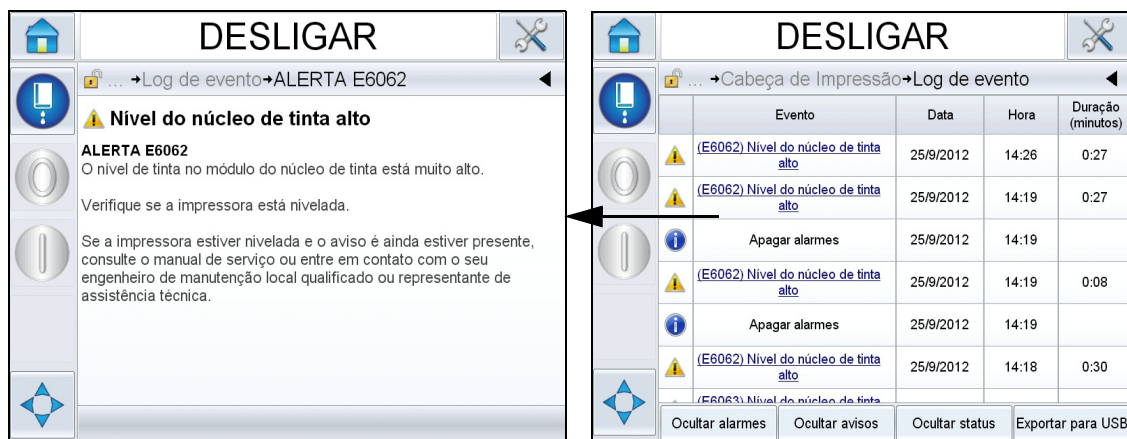 DESLIGAR
... →Log de evento→ALERTA E6062
Nível do núcleo de tinta alto
ALERTA E6062
O nível de tinta no módulo do núcleo de tinta está muito alto.
Verifique se a impressora está nivelada.
Se a impressora estiver nivelada e o aviso é ainda estiver presente,
consulte o manual de serviço ou entre em contato com o seu
engenheiro de manutenção local qualificado ou representante de
assistência técnica.
DESLIGAR
... →Cabeça de Impressão→Log de evento
Evento Data Hora Duração
(minutos)
(E6062) Nível do núcleo de tinta
alto 25/9/2012 14:26 0:27
(E6062) Nível do núcleo de tinta
alto 25/9/2012 14:19 0:27
Apagar alarmes 25/9/2012 14:19
(E6062) Nível do núcleo de tinta
alto 25/9/2012 14:19 0:08
Apagar alarmes 25/9/2012 14:19
(E6062) Nível do núcleo de tinta
alto 25/9/2012 14:18 0:30
(E6063) Nível do núcleo de tinta
Ocultar alarmes Ocultar avisos Ocultar status Exportar para USB